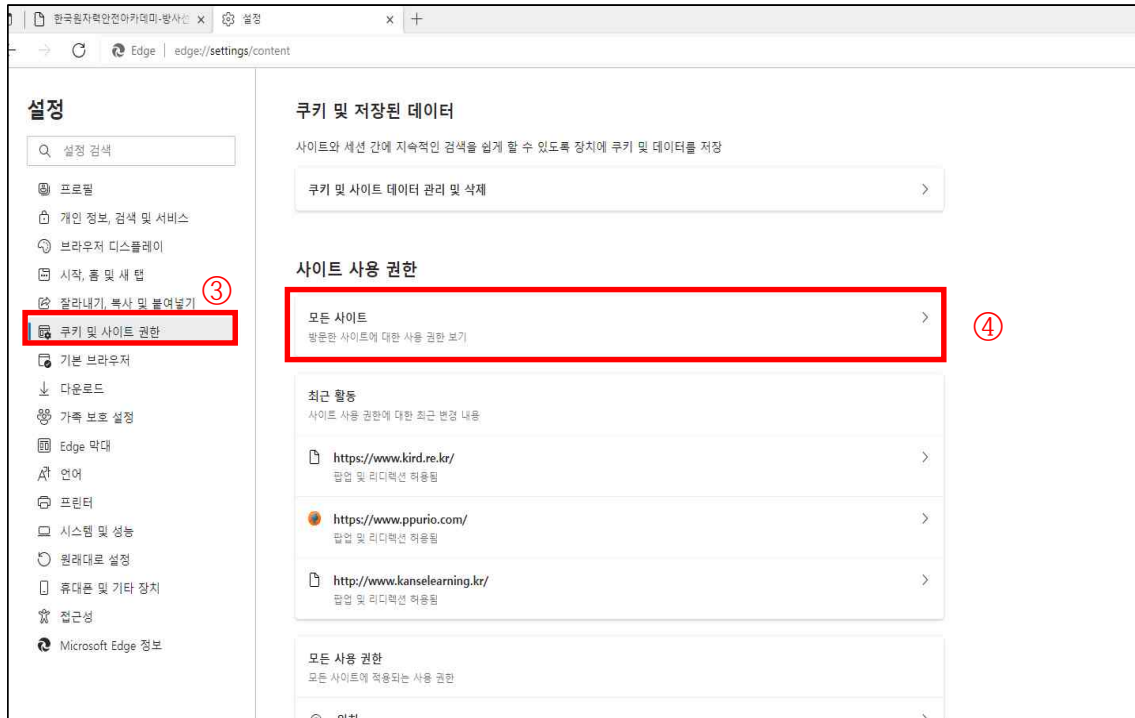 한국원자력안전아카데미-방사선
설정
Edge
edge://settings/content
설정
설정 검색
프로필
개인 정보, 검색 및 서비스
브라우저 디스플레이
시작, 홈 및 새 탭
③
잘라내기, 복사 및 붙여넣기
쿠키 및 사이트 권한
기본 브라우저
다운로드
가족 보호 설정
Edge 막대
언어
프린터
시스템 및 성능
원래대로 설정
휴대폰 및 기타 장치
접근성
Microsoft Edge 정보
쿠키 및 저장된 데이터
사이트와 세션 간에 지속적인 검색을 쉽게 할 수 있도록 장치에 쿠키 및 데이터를 저장
쿠키 및 사이트 데이터 관리 및 삭제
사이트 사용 권한
모든 사이트
방문한 사이트에 대한 사용 권한 보기
④
최근 활동
사이트 사용 권한에 대한 최근 변경 내용
https://www.kird.re.kr/
팝업 및 리디렉션 허용됨
https://www.ppurio.com/
팝업 및 리디렉션 허용됨
http://www.kanselearning.kr/
팝업 및 리디렉션 허용됨
모든 사용 권한
모든 사이트에 적용되는 사용 권한